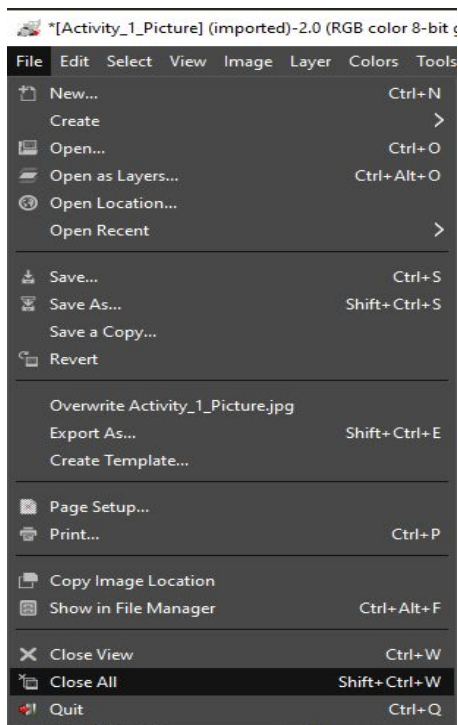 *[Activity_1_Picture] (imported)-2.0 (RGB color 8-bit g
File Edit Select View Image Layer Colors Tools
New... Ctrl+N
Create >
Open... Ctrl+O
Open as Layers... Ctrl+Alt+O
Open Location...
Open Recent >
Save... Ctrl+S
Save As... Shift+Ctrl+S
Save a Copy...
Revert
Overwrite Activity_1_Picture.jpg
Export As... Shift+Ctrl+E
Create Template...
Page Setup...
Print... Ctrl+P
Copy Image Location
Show in File Manager Ctrl+Alt+F
Close View Ctrl+W
Close All Shift+Ctrl+W
Quit Ctrl+Q